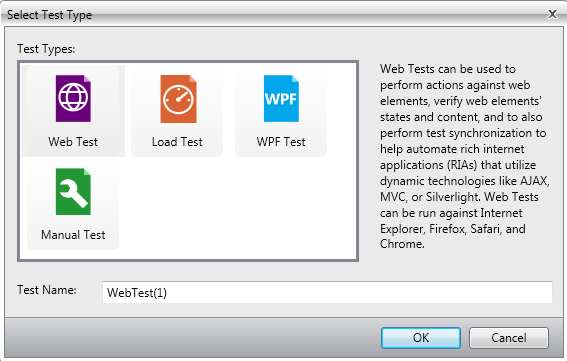 Select Test Type
Test Types:
WPF
Web Test
Load Test
WPF Test
Manual Test
Web Tests can be used to
perform actions against web
elements, verify web elements'
states and content, and to also
perform test synchronization to
help automate rich internet
applications (RIAs) that utilize
dynamic technologies like AJAX,
MVC, or Silverlight. Web Tests
can be run against Internet
Explorer, Firefox, Safari, and
Chrome.
Test Name:
WebTest(1)
OK
Cancel